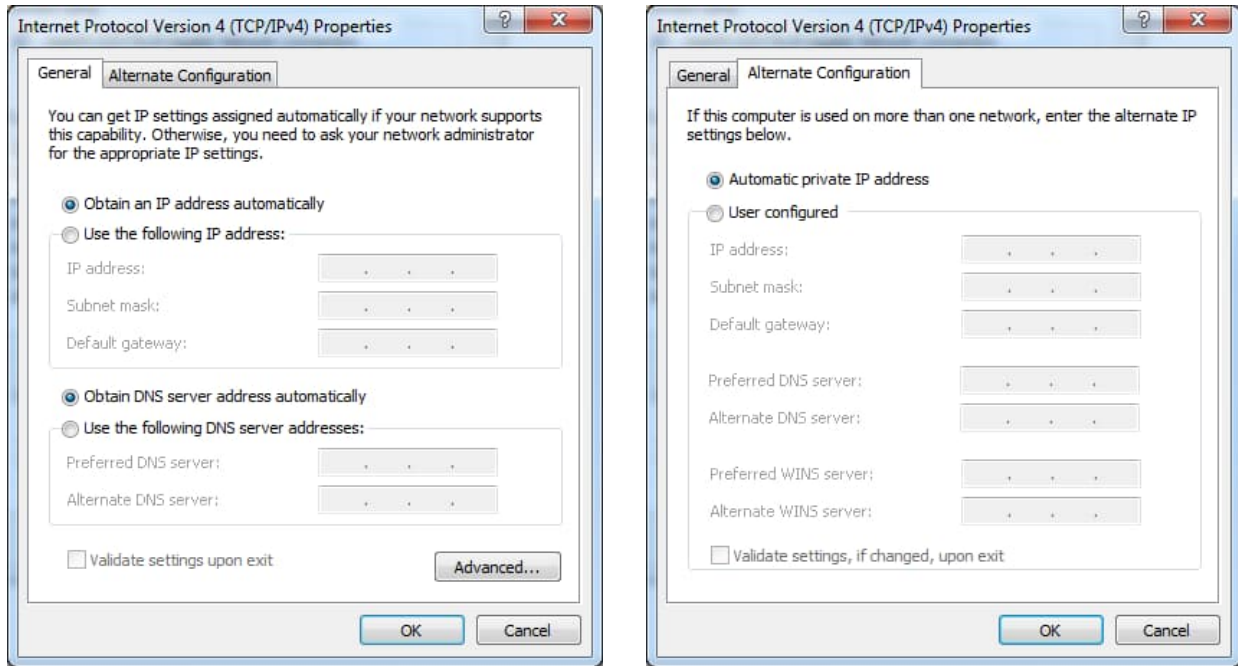 Internet Protocol Version 4 (TCP/IPv4) Properties
General
Alternate Configuration
You can get IP settings assigned automatically if your network supports
this capability. Otherwise, you need to ask your network administrator
for the appropriate IP settings.
Obtain an IP address automatically
Use the following IP address:
IP address:
Subnet mask:
Default gateway:
Obtain DNS server address automatically
Use the following DNS server addresses:
Preferred DNS server:
Alternate DNS server:
Validate settings upon exit
Advanced...
OK
Cancel
Internet Protocol Version 4 (TCP/IPv4) Properties
General
Alternate Configuration
If this computer is used on more than one network, enter the alternate IP
settings below.
Automatic private IP address
User configured
IP address:
Subnet mask:
Default gateway:
Preferred DNS server:
Alternate DNS server:
Preferred WINS server:
Alternate WINS server:
Validate settings, if changed, upon exit
OK
Cancel